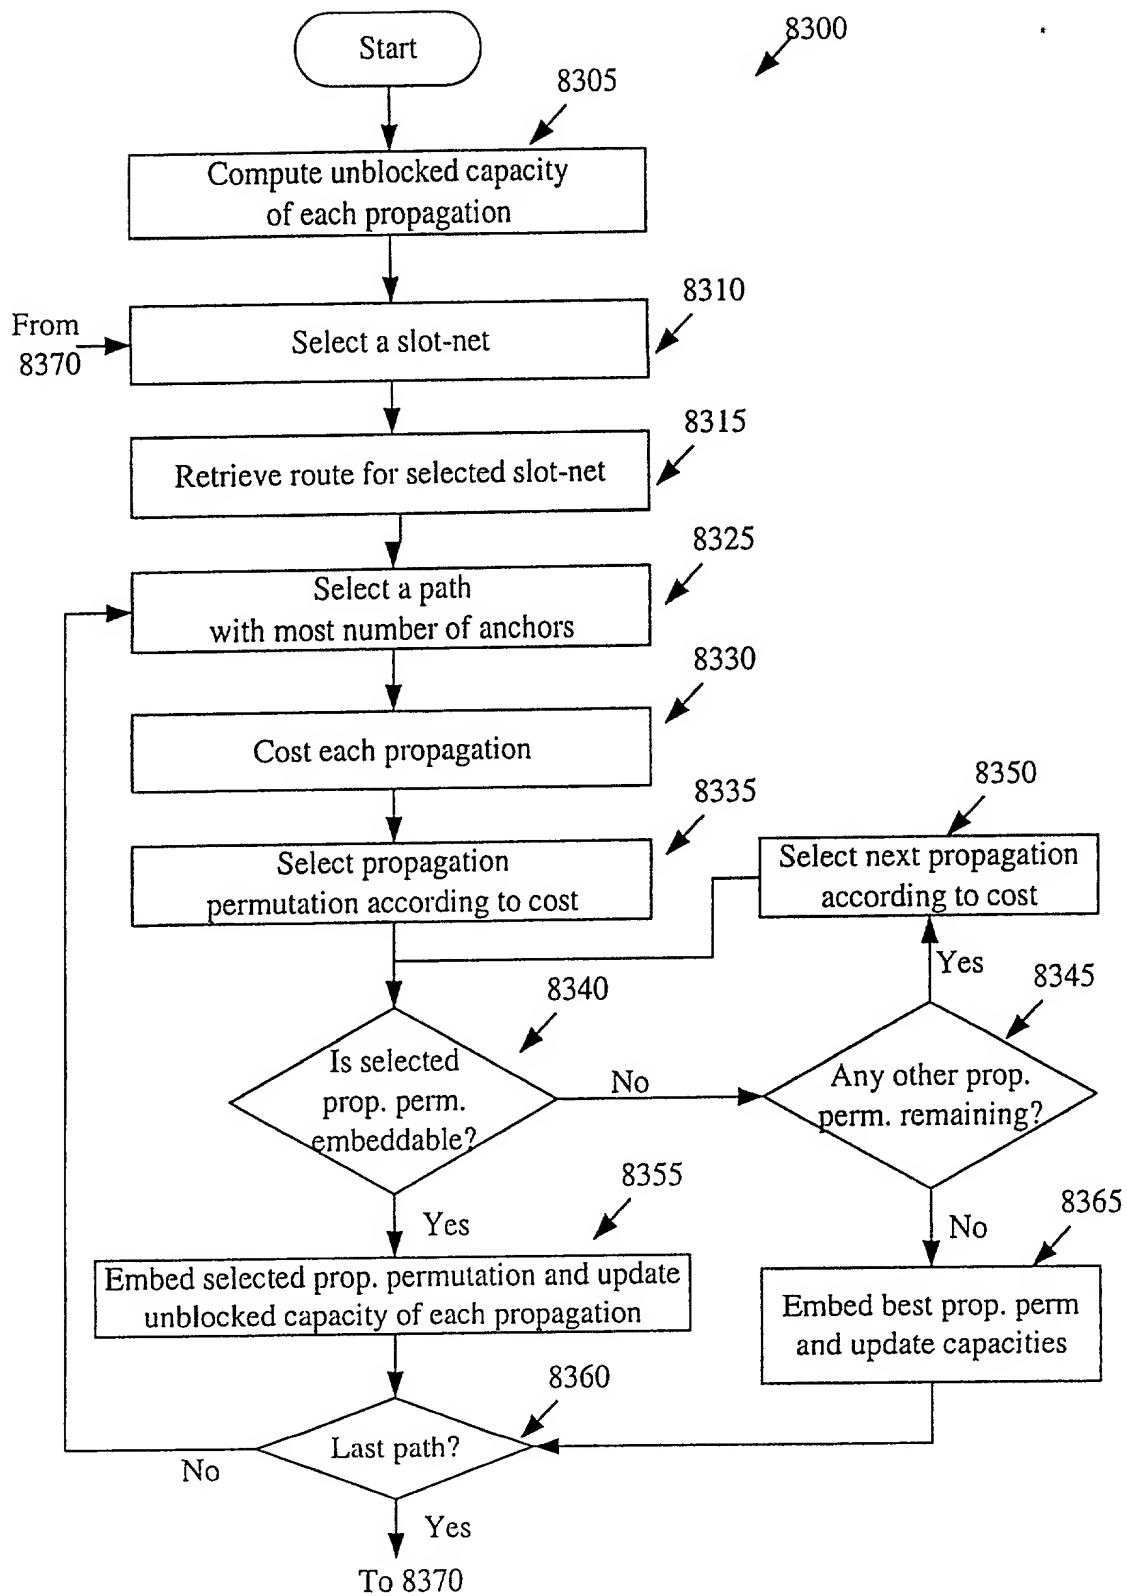 Start
8300
8305
Compute unblocked capacity
of each propagation
8310
From
8370
Select a slot-net
8315
Retrieve route for selected slot-net
8325
Select a path
with most number of anchors
8330
Cost each propagation
8335
8350
Select propagation
permutation according to cost
Select next propagation
according to cost
Yes
8340
8345
Is selected
prop. perm.
embeddable?
No
Any other prop.
perm. remaining?
8355
Yes
No
8365
Embed selected prop. permutation and update
unblocked capacity of each propagation
Embed best prop. perm
and update capacities
8360
Last path?
No
Yes
To 8370